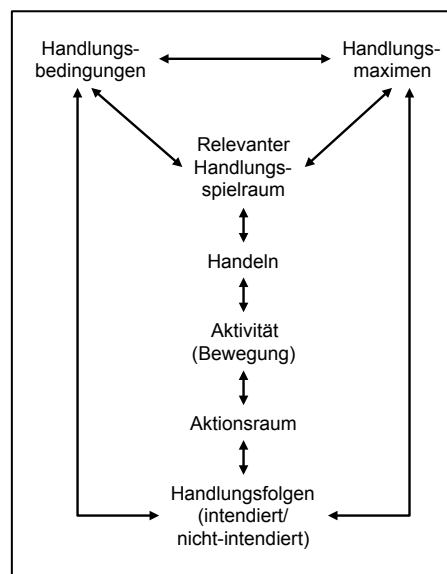 Handlungs-
bedingungen
Handlungs-
maximen
Relevanter
Handlungs-
spielraum
Handeln
Aktivität
(Bewegung)
Aktionsraum
Handlungsfolgen
(intendiert/
nicht-intendiert)